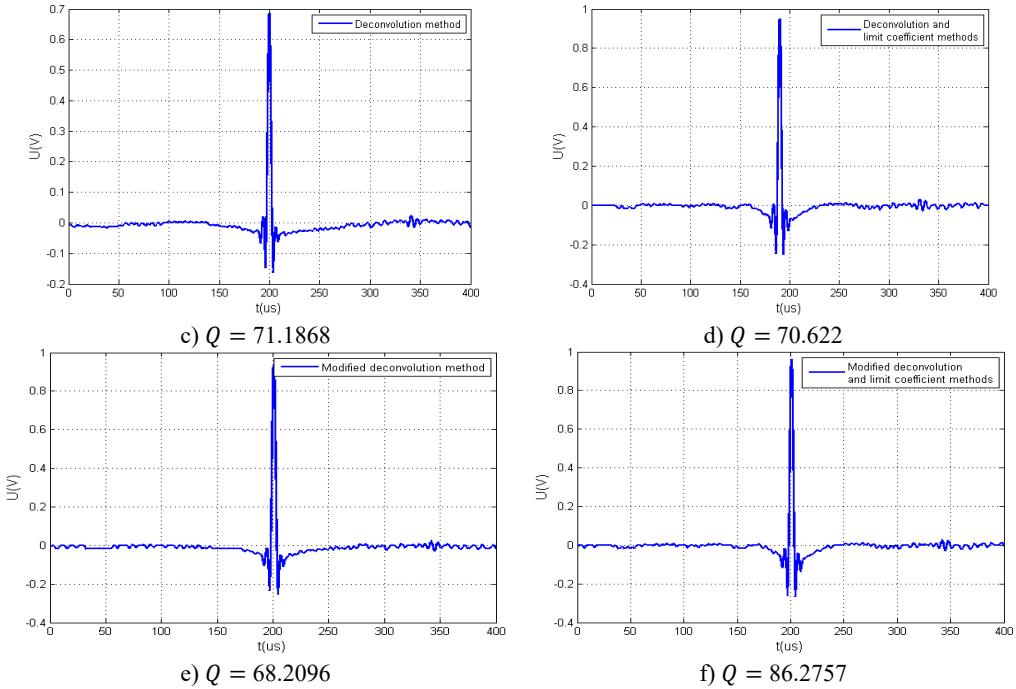 Deconvolution method
0.7
0.6
0.5
0.4
0.3
0.2
0.1
0
-0.1
-0.2
U(V)
0 50 100 150 200 250 300 350 400
t(us)
c) Q = 71.1868
Deconvolution and
limit coefficient methods
1
0.8
0.6
0.4
0.2
0
-0.2
-0.4
U(V)
0 50 100 150 200 250 300 350 400
t(us)
d) Q = 70.622
Modified deconvolution method
1
0.8
0.6
0.4
0.2
0
-0.2
-0.4
U(V)
0 50 100 150 200 250 300 350 400
t(us)
e) Q = 68.2096
Modified deconvolution
and limit coefficient methods
1
0.8
0.6
0.4
0.2
0
-0.2
-0.4
U(V)
0 50 100 150 200 250 300 350 400
t(us)
f) Q = 86.2757